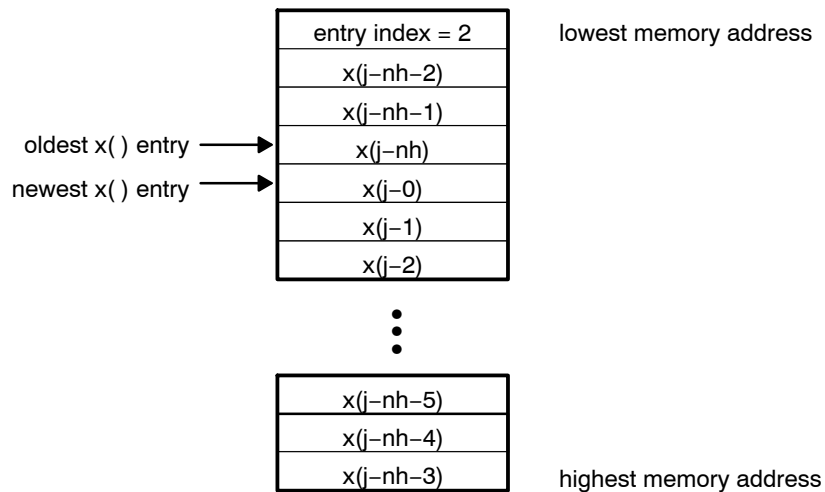 entry index = 2 lowest memory address
x(j−nh−2)
x(j−nh−1)
oldest x( ) entry x(j−nh)
newest x( ) entry x(j−0)
x(j−1)
x(j−2)
x(j−nh−5)
x(j−nh−4)
x(j−nh−3) highest memory address